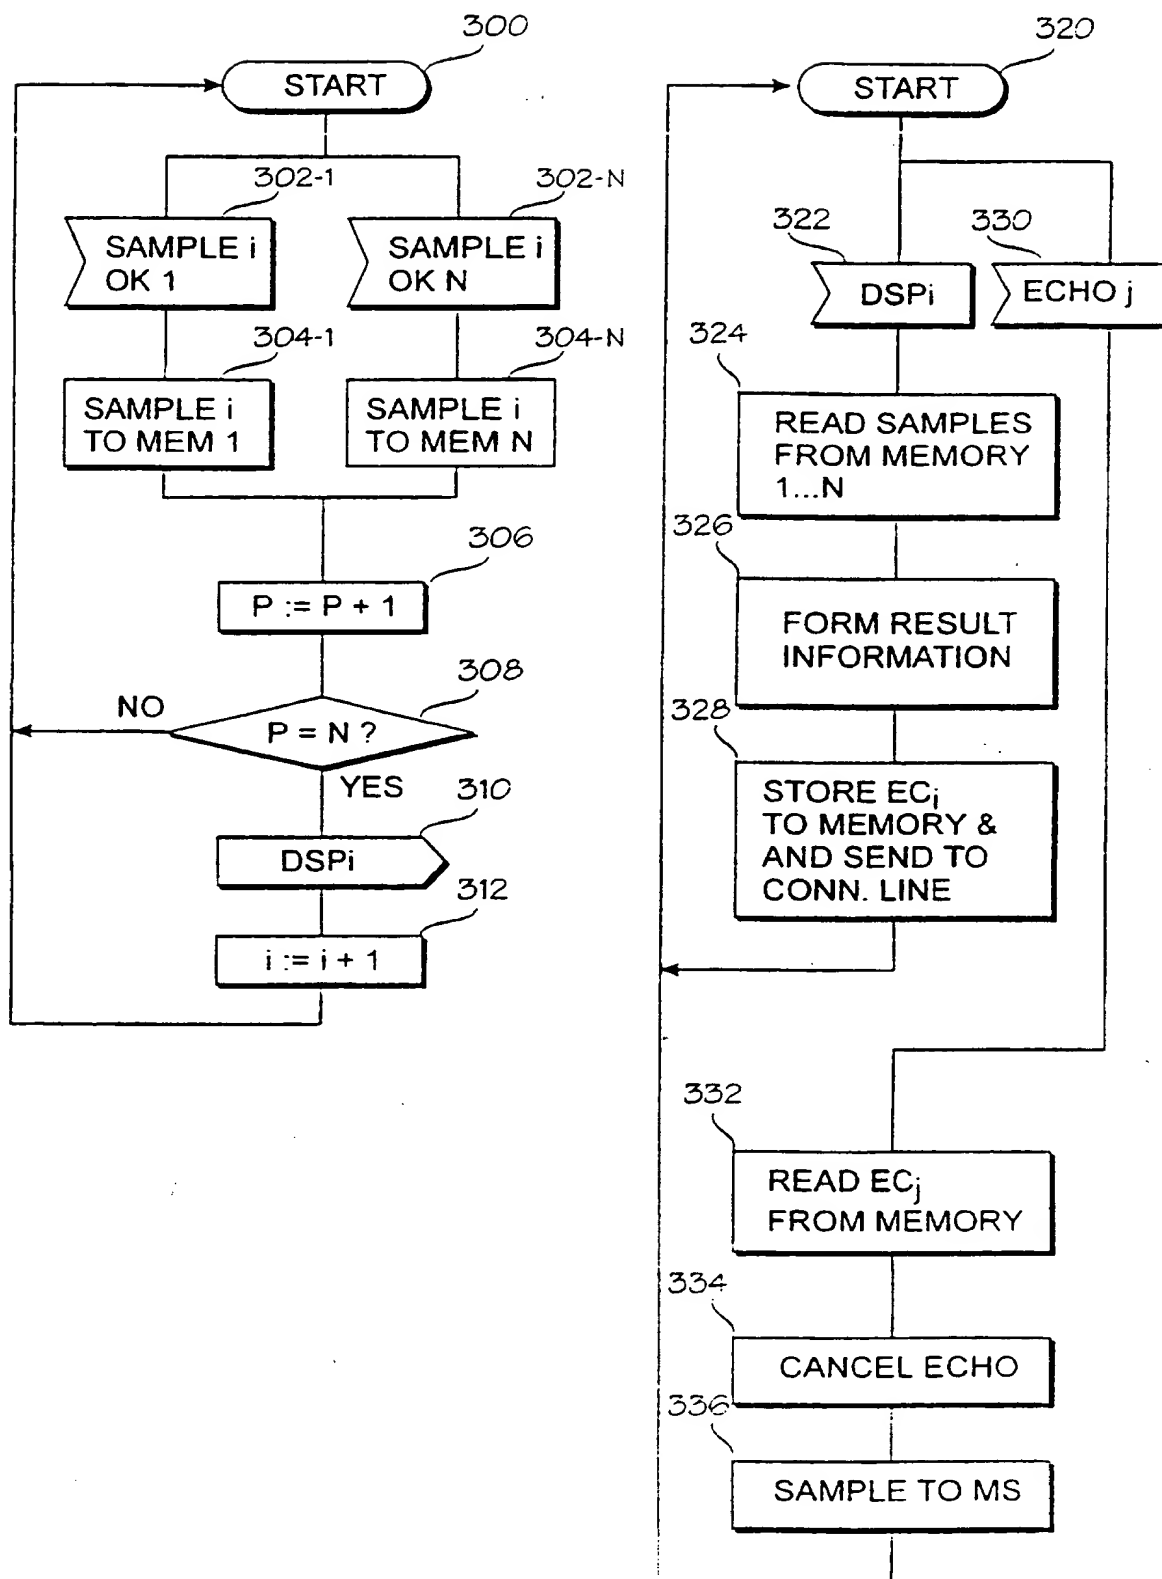 300
START
302-1
302-N
SAMPLE i
OK 1
SAMPLE i
OK N
304-1
304-N
SAMPLE i
TO MEM 1
SAMPLE i
TO MEM N
306
P := P + 1
308
NO
P = N ?
YES
310
DSPi
312
i := i + 1
320
START
322
330
DSPi
ECHO j
324
READ SAMPLES
FROM MEMORY
1...N
326
FORM RESULT
INFORMATION
328
STORE ECi
TO MEMORY &
AND SEND TO
CONN. LINE
332
READ ECj
FROM MEMORY
334
CANCEL ECHO
336
SAMPLE TO MS